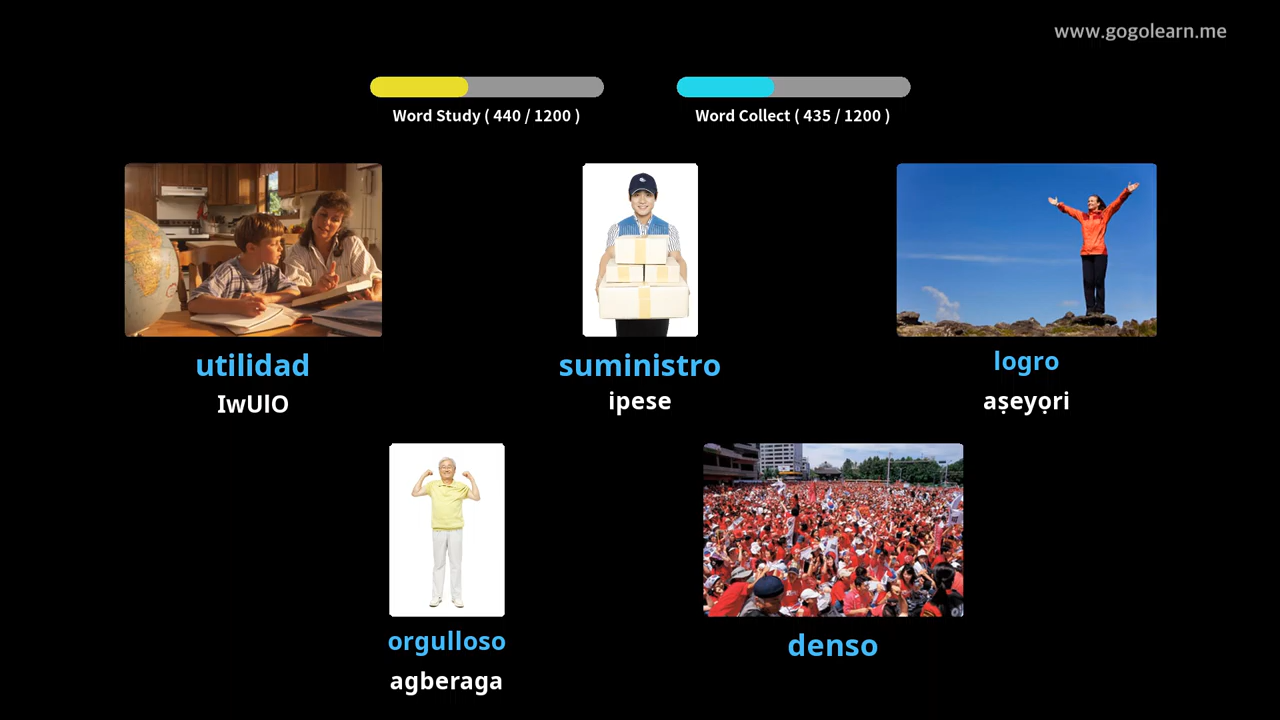 www.gogolearn.me
Word Study ( 440 / 1200 )
Word Collect ( 435 / 1200 )
utilidad
IwUlO
suministro
ipese
logro
aṣeyọri
orgulloso
agberaga
denso